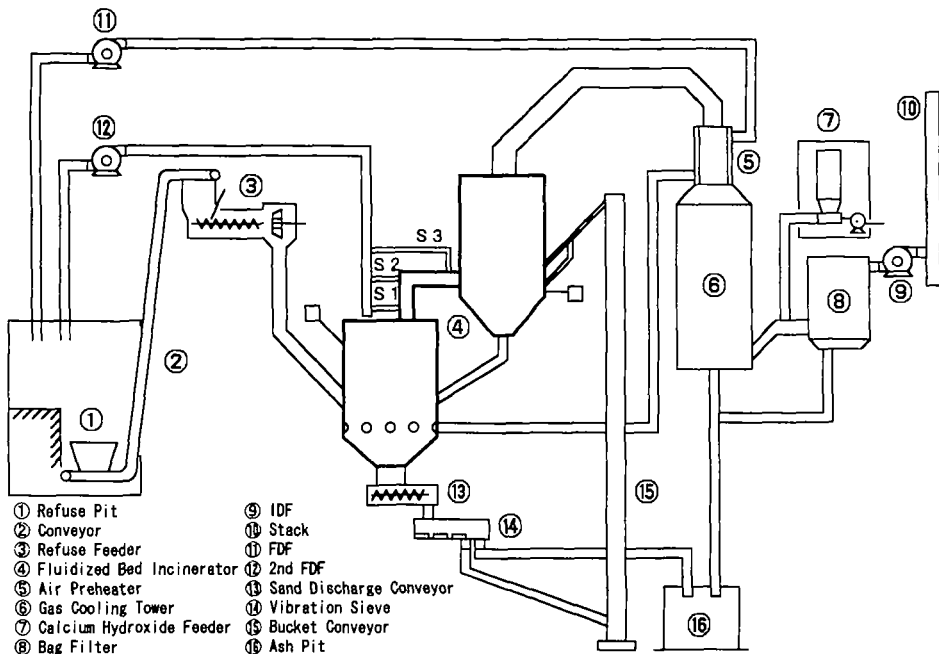 ⑪
⑫
③
S 3
S 2
S 1
⑩
⑦
⑤
⑥
⑧
⑨
④
②
①
⑬
⑭
⑮
⑯
① Refuse Pit
② Conveyor
③ Refuse Feeder
④ Fluidized Bed Incinerator
⑤ Air Preheater
⑥ Gas Cooling Tower
⑦ Calcium Hydroxide Feeder
⑧ Bag Filter
⑨ IDF
⑩ Stack
⑪ FDF
⑫ 2nd FDF
⑬ Sand Discharge Conveyor
⑭ Vibration Sieve
⑮ Bucket Conveyor
⑯ Ash Pit